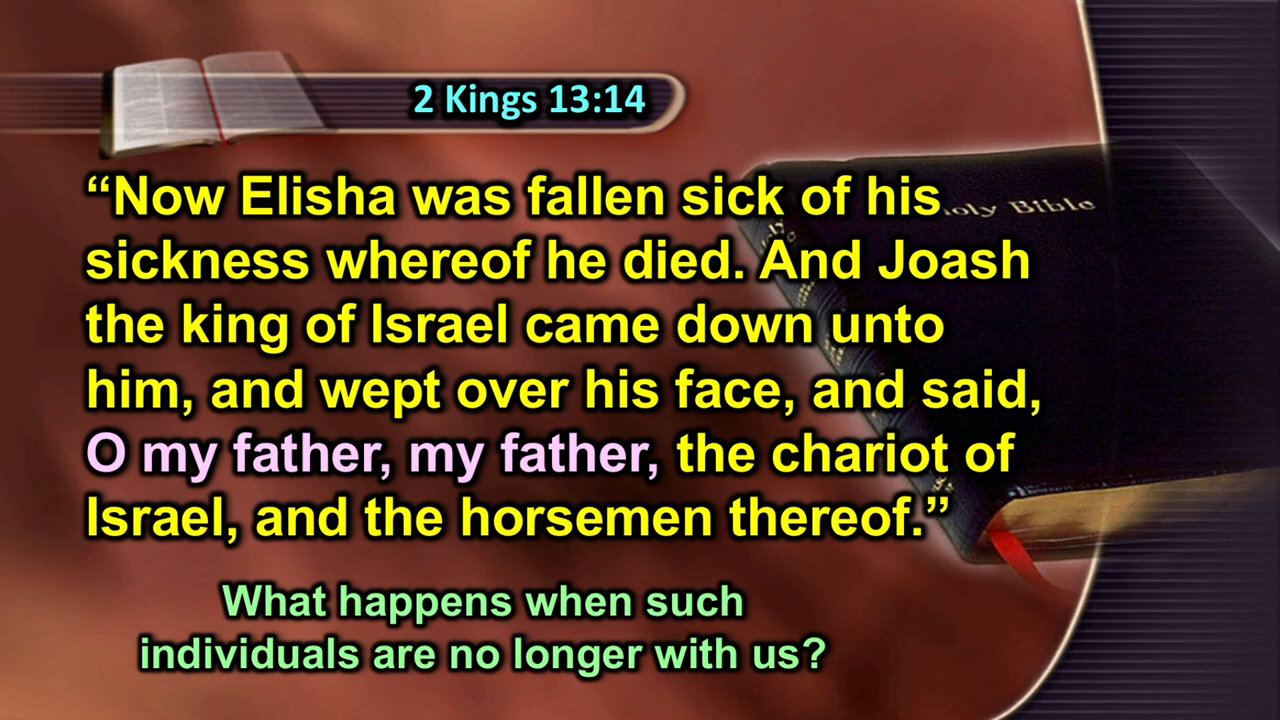 2 Kings 13:14
“Now Elisha was fallen sick of his
sickness whereof he died. And Joash
the king of Israel came down unto
him, and wept over his face, and said,
O my father, my father, the chariot of
Israel, and the horsemen thereof.”
What happens when such
individuals are no longer with us?
Bible